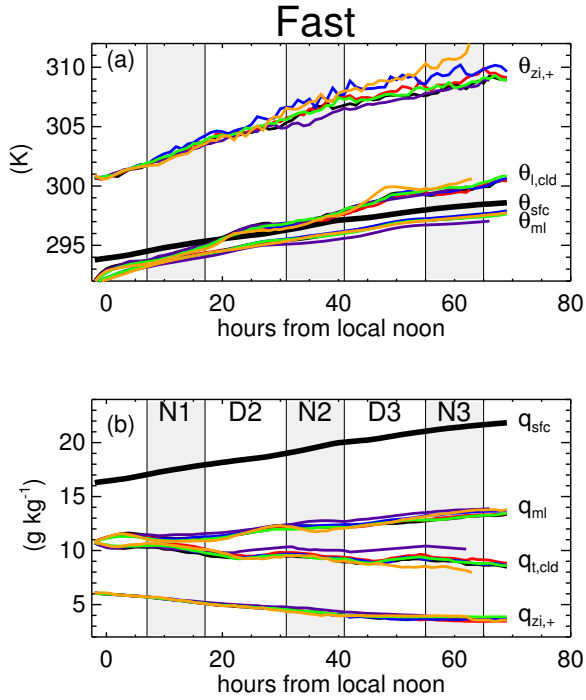 Fast
(a)
310
305
300
295
(K)
θzi,+
θl,cld
θsfc
θml
0 20 40 60 80
hours from local noon
(b)
N1 D2 N2 D3 N3
20
15
10
5
(g kg⁻¹)
qsfc
qml
qt,cld
qzi,+
0 20 40 60 80
hours from local noon